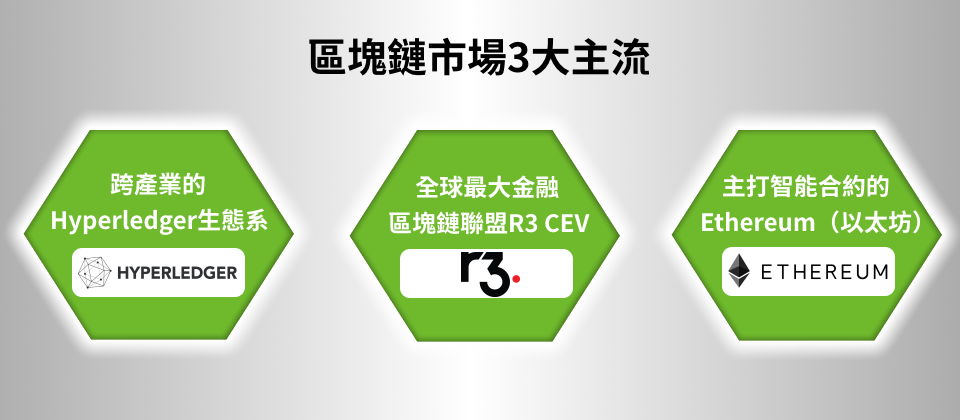 區塊鏈市場3大主流
跨產業的
Hyperledger生態系
HYPERLEDGER
全球最大金融
區塊鏈聯盟R3 CEV
r3.
主打智能合約的
Ethereum（以太坊）
ETHEREUM